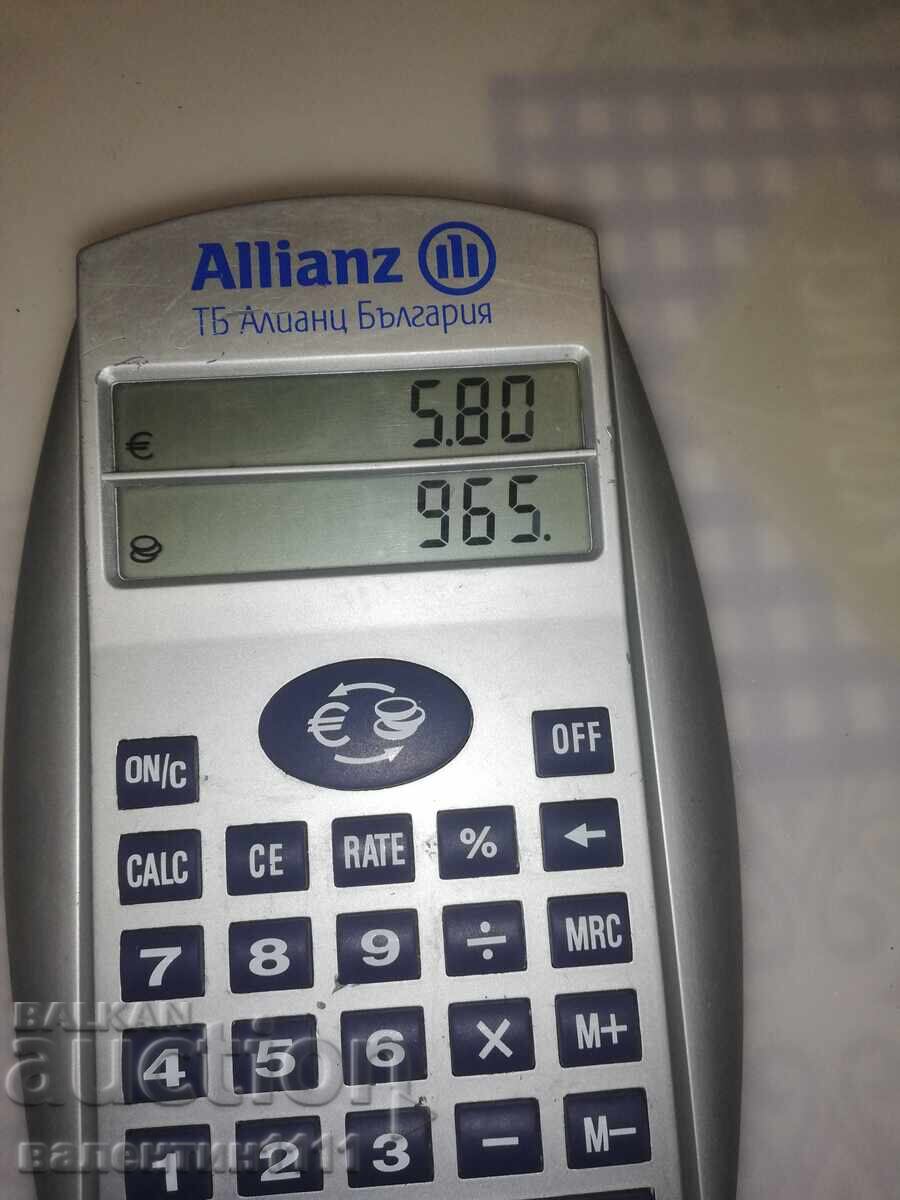 Allianz
ТБ Алианц България
€ 5.80
965.
€
ON/C OFF
CALC CE RATE % ←
7 8 9 ÷ MRC
4 5 6 × M+
1 2 3 − M−
BALKAN
auction
валентин1111